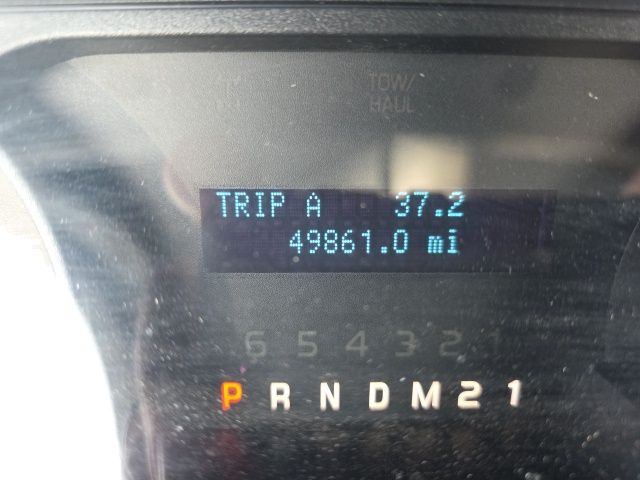 TOW/
HAUL
TRIP A 37.2
49861.0 mi
6 5 4 3 2 1
P R N D M 2 1